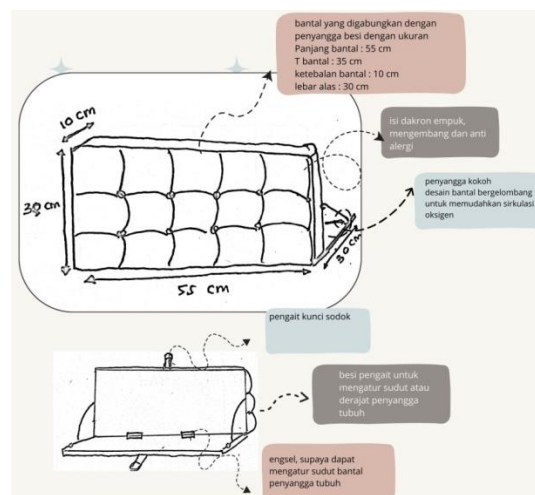 bantal yang digabungkan dengan
penyangga besi dengan ukuran
Panjang bantal : 55 cm
T bantal : 35 cm
ketebalan bantal : 10 cm
lebar alas : 30 cm
10 cm
isi dakron empuk,
mengembang dan anti
alergi
penyangga kokoh
desain bantal bergelombang
untuk memudahkan sirkulasi
oksigen
cm
30 cm
55 cm
pengait kunci sodok
besi pengait untuk
mengatur sudut atau
derajat penyangga
tubuh
engsel, supaya dapat
mengatur sudut bantal
penyangga tubuh